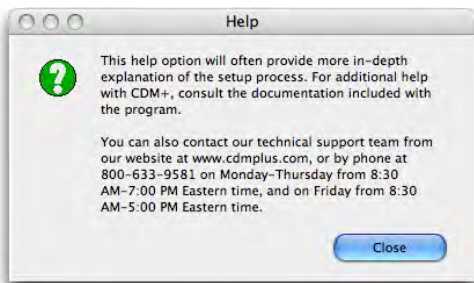 Help
This help option will often provide more in-depth
explanation of the setup process. For additional help
with CDM+, consult the documentation included with
the program.
You can also contact our technical support team from
our website at www.cdmplus.com, or by phone at
800-633-9581 on Monday-Thursday from 8:30
AM-7:00 PM Eastern time, and on Friday from 8:30
AM-5:00 PM Eastern time.
Close